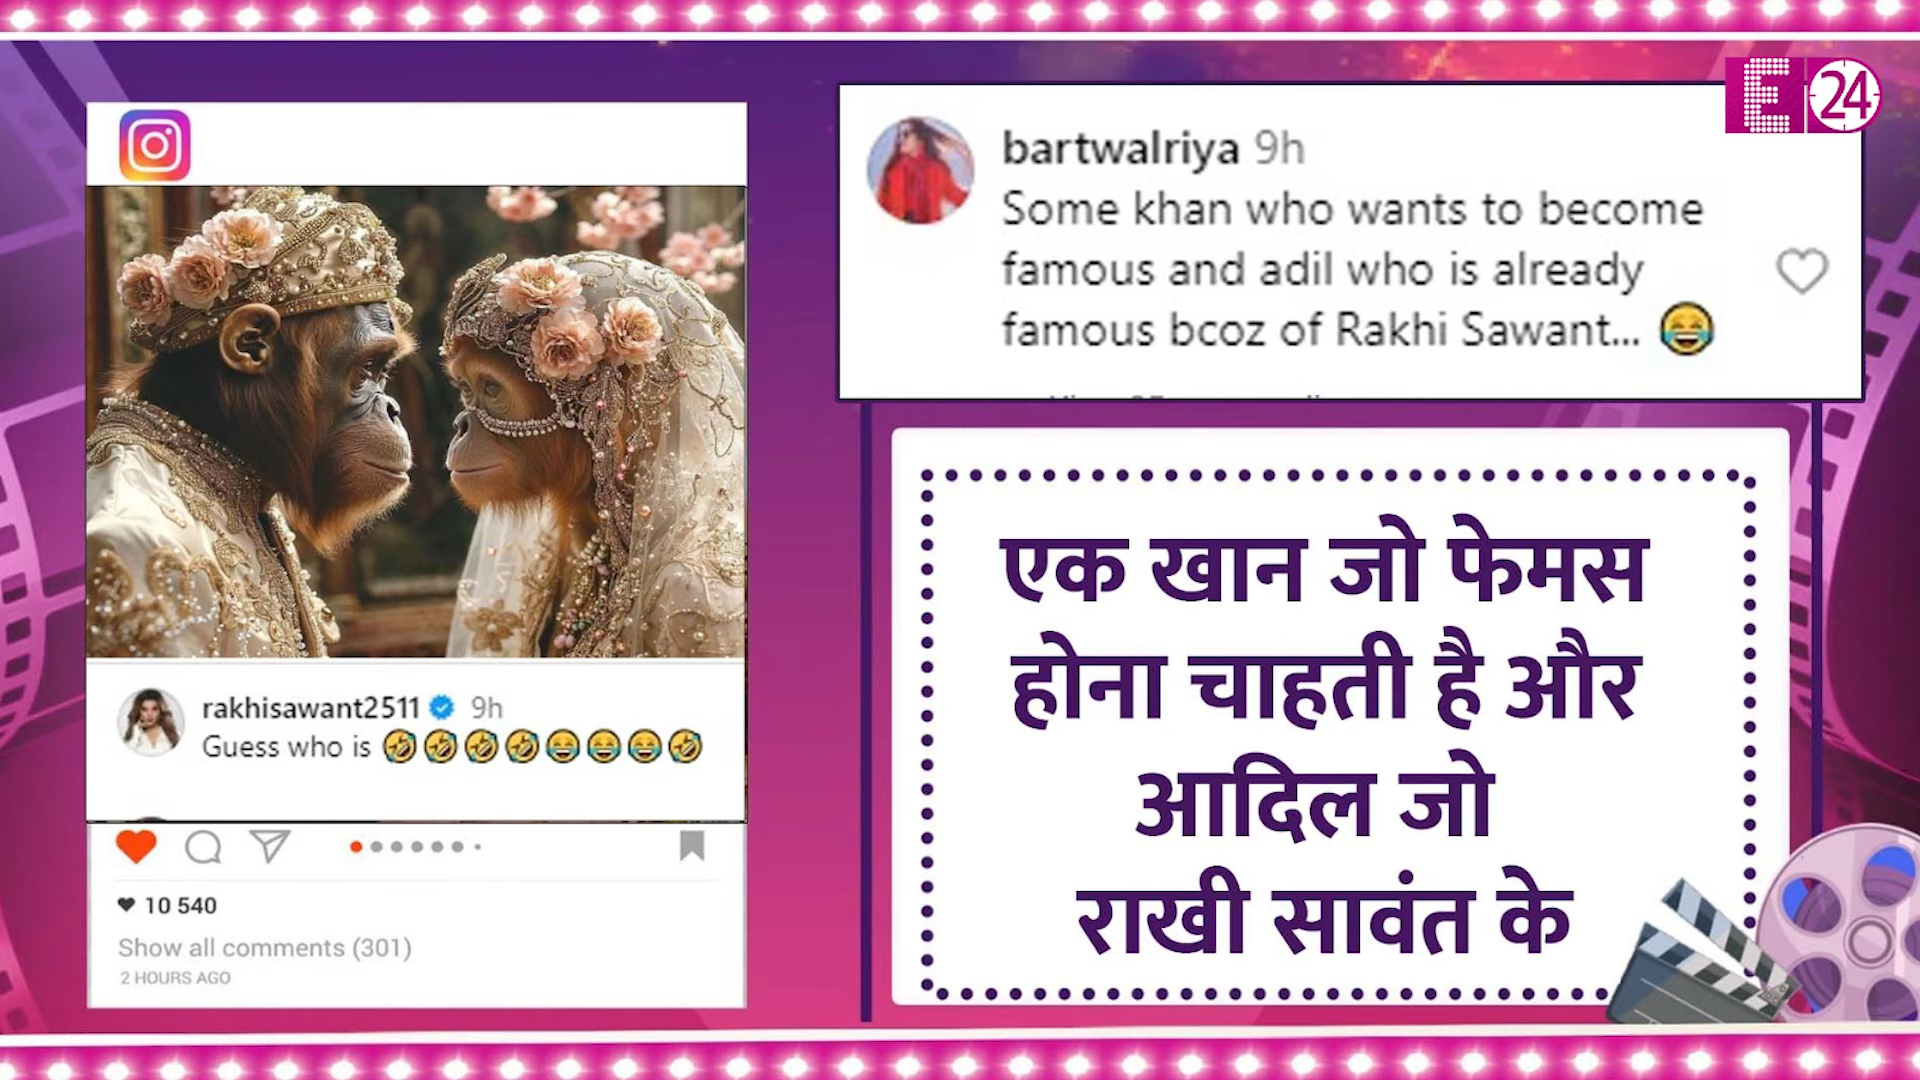 E 24
bartwalriya 9h
Some khan who wants to become
famous and adil who is already
famous bcoz of Rakhi Sawant... 😂
rakhisawant2511 9h
Guess who is 🤣🤣🤣🤣😂😂😂🤣
10 540
Show all comments (301)
2 HOURS AGO
एक खान जो फेमस
होना चाहती है और
आदिल जो
राखी सावंत के